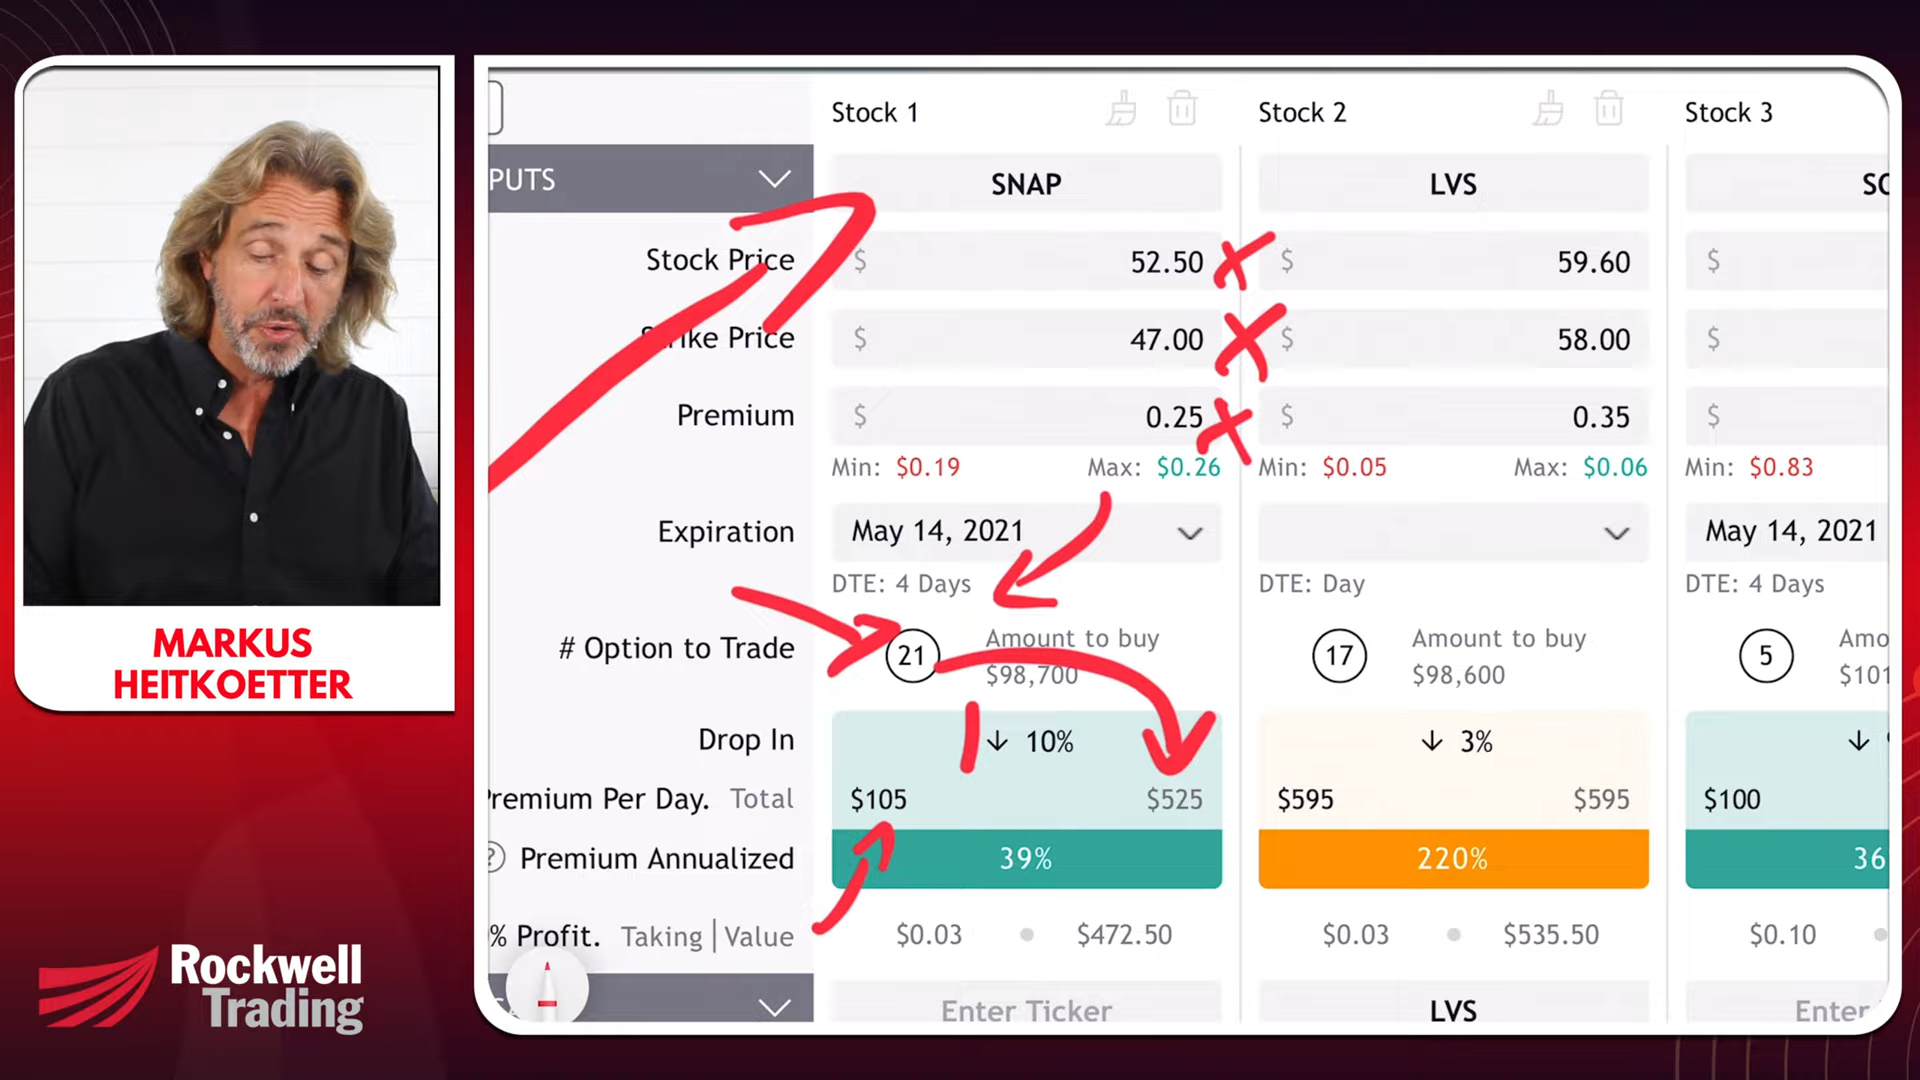 Stock 1
Stock 2
Stock 3
PUTS
SNAP
LVS
Stock Price
$ 52.50
$ 59.60
$
Price
$ 47.00
$ 58.00
$
Premium
$ 0.25
$ 0.35
$
Min: $0.19 Max: $0.26
Min: $0.05 Max: $0.06
Min: $0.83
Expiration
May 14, 2021
May 14, 2021
DTE: 4 Days
DTE: Day
DTE: 4 Days
# Option to Trade
21
Amount to buy
$98,700
17
Amount to buy
$98,600
5
Amo
$101
Drop In
↓ 10%
↓ 3%
↓
Premium Per Day. Total
$105 $525
$595 $595
$100
? Premium Annualized
39%
220%
36
% Profit. Taking | Value
$0.03 • $472.50
$0.03 • $535.50
$0.10 •
Enter Ticker
LVS
Enter
MARKUS
HEITKOETTER
Rockwell
Trading